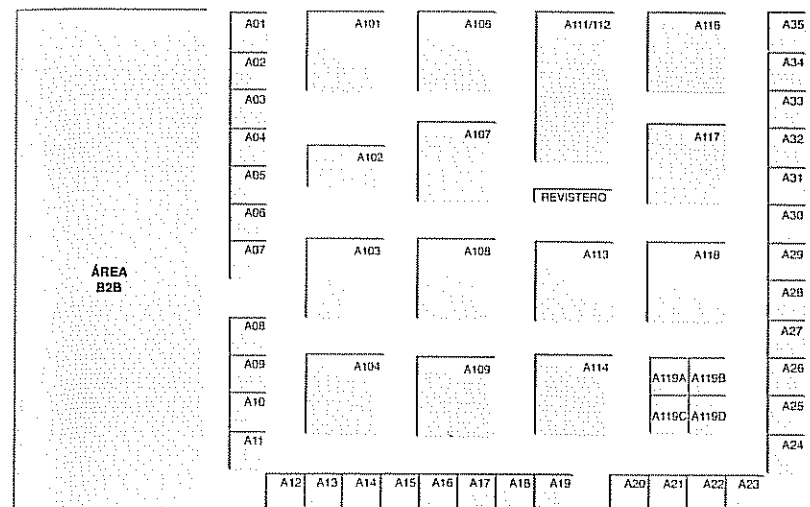 A01
A02
A03
A04
A05
A06
A07
A08
A09
A10
A11
ÁREA
B2B
A101
A102
A103
A104
A106
A107
A108
A109
A111/112
REVISTERO
A113
A114
A116
A117
A118
A119A A119B
A119C A119D
A35
A34
A33
A32
A31
A30
A29
A28
A27
A26
A25
A24
A12 A13 A14 A15 A16 A17 A18 A19 A20 A21 A22 A23